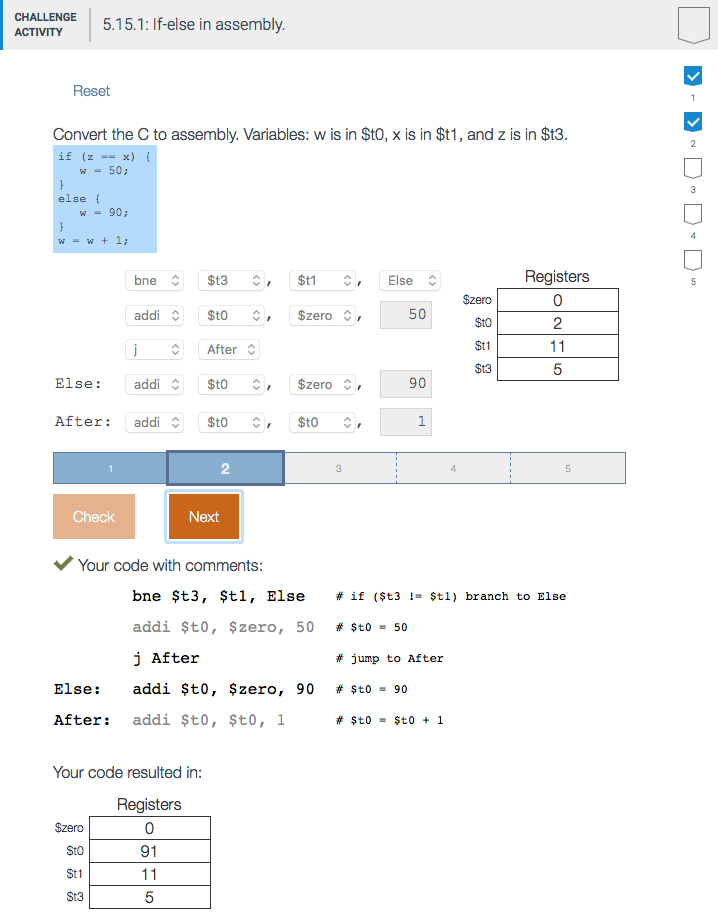 CHALLENGE ACTIVITY
5.15.1: If-else in assembly.
Reset
Convert the C to assembly. Variables: w is in $t0, x is in $t1, and z is in $t3.
if (z == x) {
w = 50;
}
else {
w = 90;
}
w = w + 1;
bne $t3, $t1, Else
addi $t0, $zero, 50
j After
Else: addi $t0, $zero, 90
After: addi $t0, $t0, 1
Registers
$zero 0
$t0 2
$t1 11
$t3 5
1 2 3 4 5
Check Next
Your code with comments:
bne $t3, $t1, Else # if ($t3 != $t1) branch to Else
addi $t0, $zero, 50 # $t0 = 50
j After # jump to After
Else: addi $t0, $zero, 90 # $t0 = 90
After: addi $t0, $t0, 1 # $t0 = $t0 + 1
Your code resulted in:
Registers
$zero 0
$t0 91
$t1 11
$t3 5
1
2
3
4
5